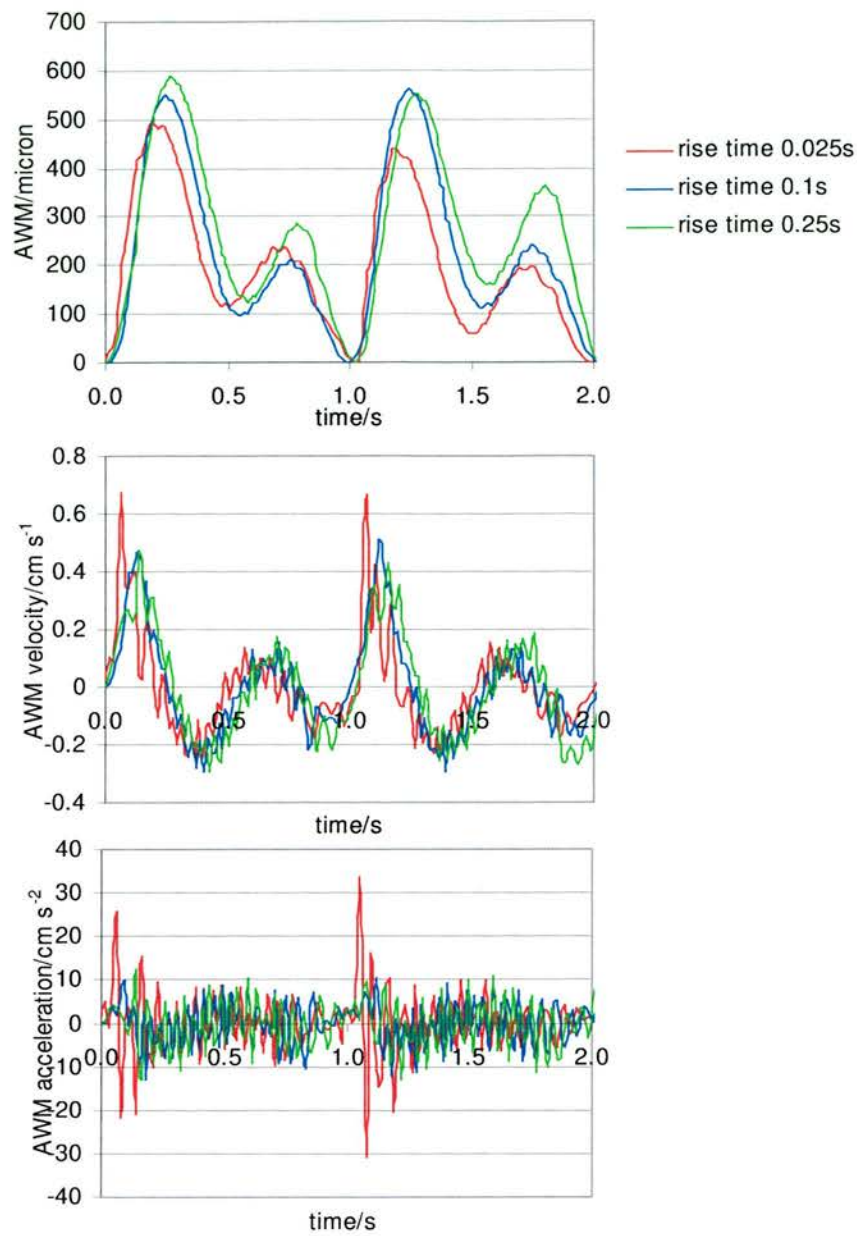 700
600
500
400
300
200
100
0
AWM/micron
0.0 0.5 1.0 1.5 2.0
time/s
rise time 0.025s
rise time 0.1s
rise time 0.25s
0.8
0.6
0.4
0.2
0
-0.2
-0.4
AWM velocity/cm s⁻¹
0.0 0.5 1.0 1.5 2.0
time/s
40
30
20
10
0
-10
-20
-30
-40
AWM acceleration/cm s⁻²
0.0 0.5 1.0 1.5 2.0
time/s